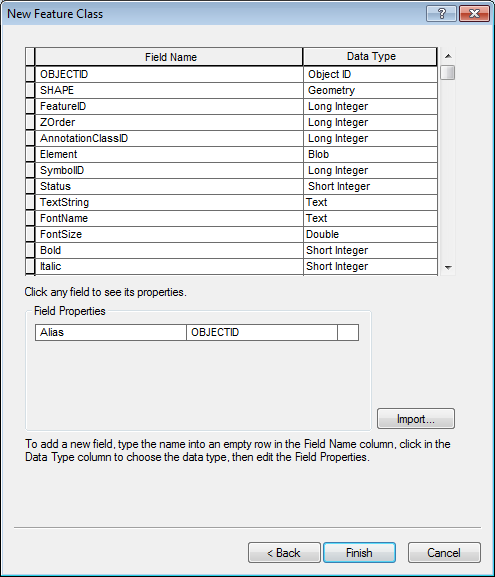 New Feature Class
?
Field Name Data Type
OBJECTID Object ID
SHAPE Geometry
FeatureID Long Integer
ZOrder Long Integer
AnnotationClassID Long Integer
Element Blob
SymbolID Long Integer
Status Short Integer
TextString Text
FontName Text
FontSize Double
Bold Short Integer
Italic Short Integer
Click any field to see its properties.
Field Properties
Alias OBJECTID
Import...
To add a new field, type the name into an empty row in the Field Name column, click in the
Data Type column to choose the data type, then edit the Field Properties.
< Back Finish Cancel